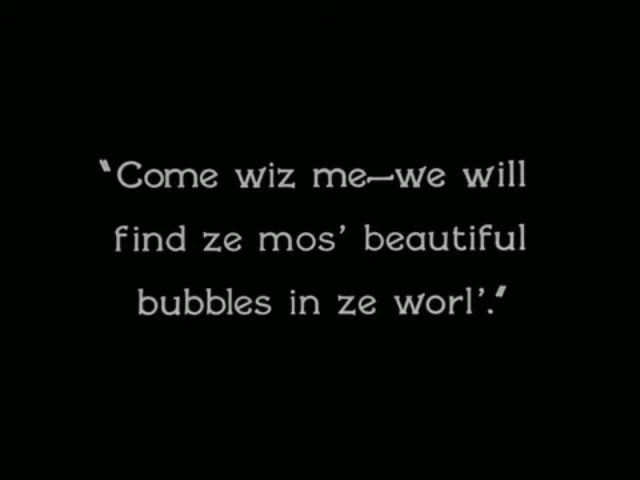 “Come wiz me—we will
find ze mos’ beautiful
bubbles in ze worl’.”